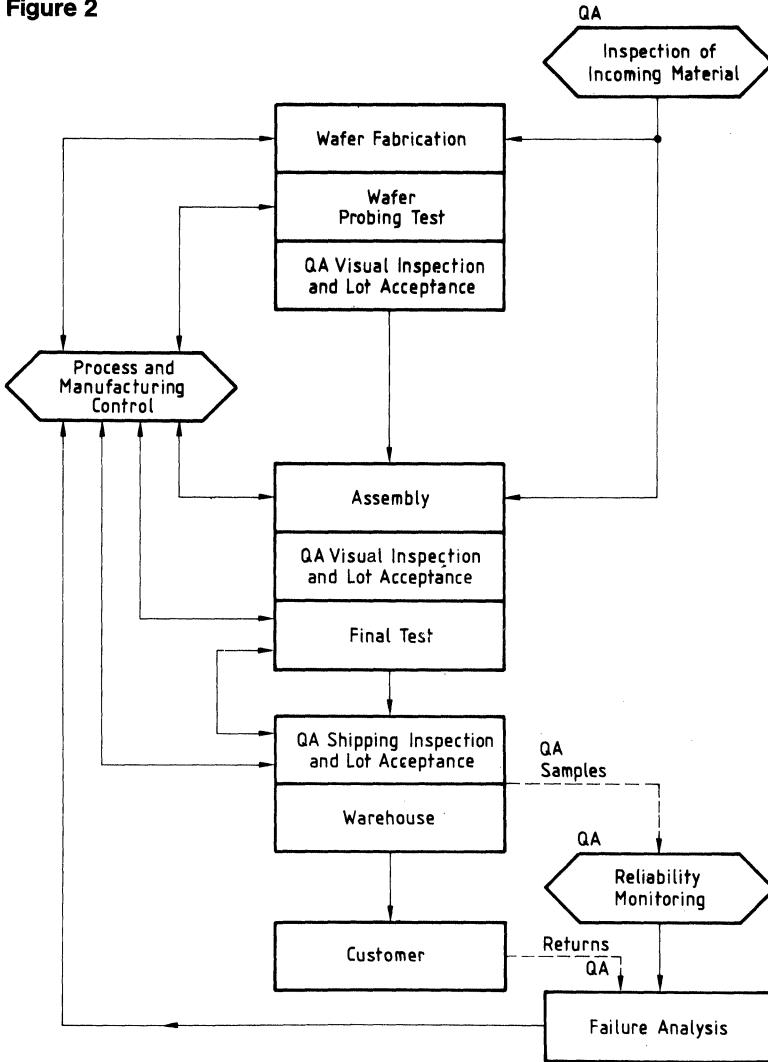 Figure 2
QA
Inspection of
Incoming Material
Wafer Fabrication
Wafer
Probing Test
QA Visual Inspection
and Lot Acceptance
Process and
Manufacturing
Control
Assembly
QA Visual Inspection
and Lot Acceptance
Final Test
QA Shipping Inspection
and Lot Acceptance
QA
Samples
Warehouse
QA
Reliability
Monitoring
Customer
Returns
QA
Failure Analysis